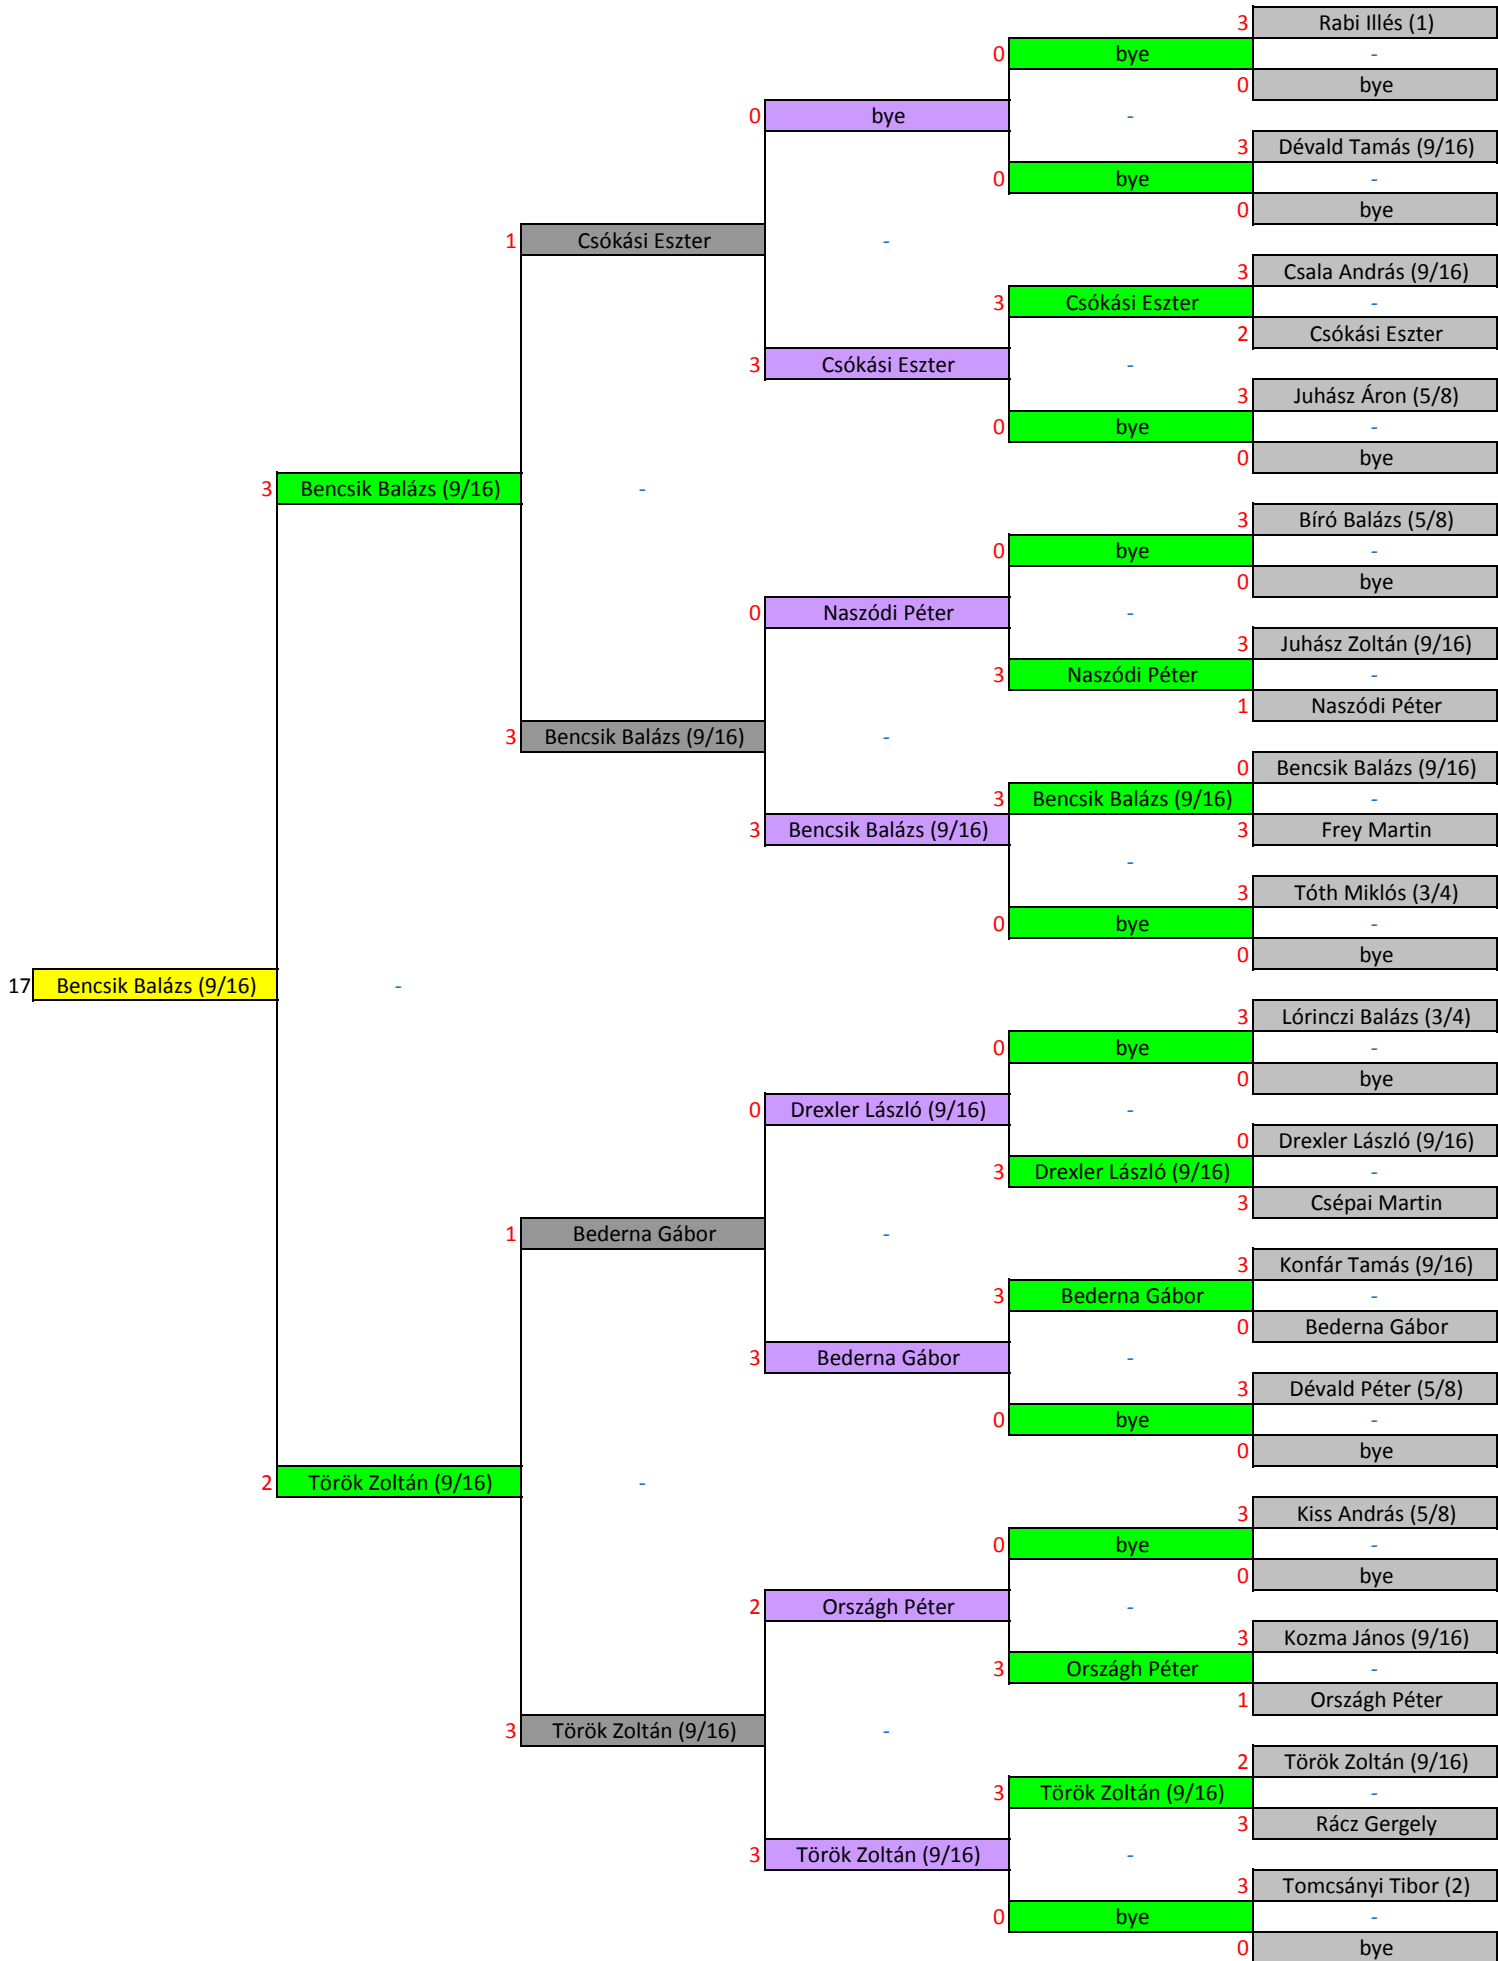 3 Rabi Illés (1)
0 bye -
0 bye
0 bye -
3 Dévald Tamás (9/16)
0 bye -
0 bye
1 Csókási Eszter -
3 Csala András (9/16)
3 Csókási Eszter -
2 Csókási Eszter
3 Csókási Eszter -
3 Juhász Áron (5/8)
0 bye -
0 bye
3 Bencsik Balázs (9/16) -
3 Bíró Balázs (5/8)
0 bye -
0 bye
0 Naszódi Péter -
3 Juhász Zoltán (9/16)
3 Naszódi Péter -
1 Naszódi Péter
3 Bencsik Balázs (9/16) -
0 Bencsik Balázs (9/16)
3 Bencsik Balázs (9/16) -
3 Bencsik Balázs (9/16) 3 Frey Martin
-
3 Tóth Miklós (3/4)
0 bye -
0 bye
17 Bencsik Balázs (9/16) -
3 Lórinczi Balázs (3/4)
0 bye -
0 bye
0 Drexler László (9/16) -
0 Drexler László (9/16)
3 Drexler László (9/16) -
3 Csépai Martin
1 Bederna Gábor -
3 Konfár Tamás (9/16)
3 Bederna Gábor -
0 Bederna Gábor
3 Bederna Gábor -
3 Dévald Péter (5/8)
0 bye -
0 bye
2 Török Zoltán (9/16) -
3 Kiss András (5/8)
0 bye -
0 bye
2 Országh Péter -
3 Kozma János (9/16)
3 Országh Péter -
1 Országh Péter
3 Török Zoltán (9/16) -
2 Török Zoltán (9/16)
3 Török Zoltán (9/16) -
3 Rácz Gergely
3 Török Zoltán (9/16) -
3 Tomcsányi Tibor (2)
0 bye -
0 bye